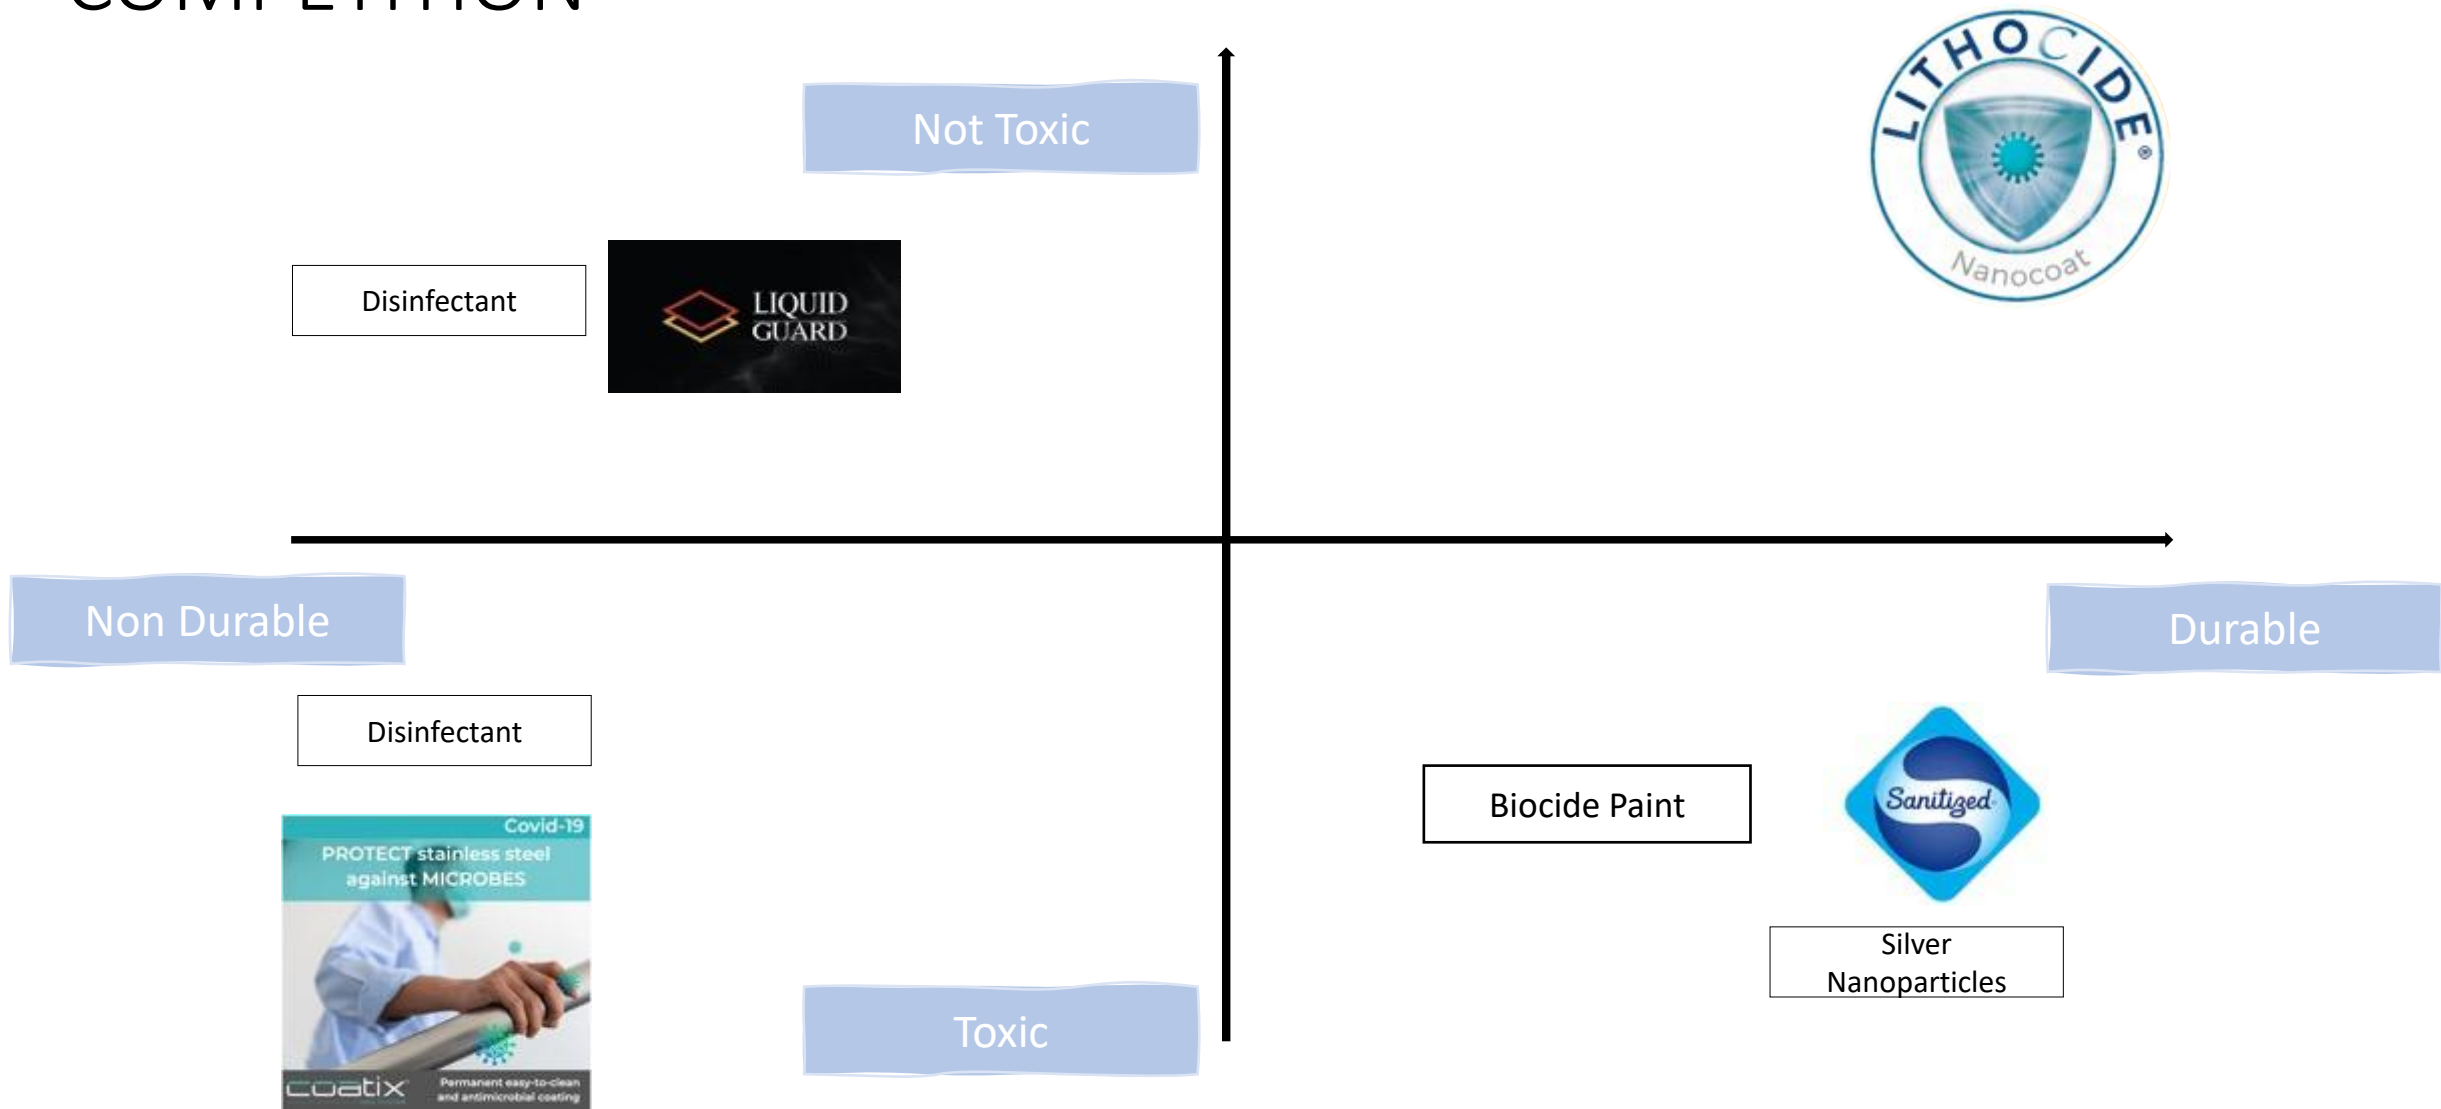 COMPETITION
LITHOCIDE®
Nanocoat
Not Toxic
Disinfectant
LIQUID
GUARD
Non Durable
Durable
Disinfectant
Biocide Paint
Sanitized
Silver
Nanoparticles
Covid-19
PROTECT stainless steel
against MICROBES
coatix
Permanent easy-to-clean
and antimicrobial coating
Toxic